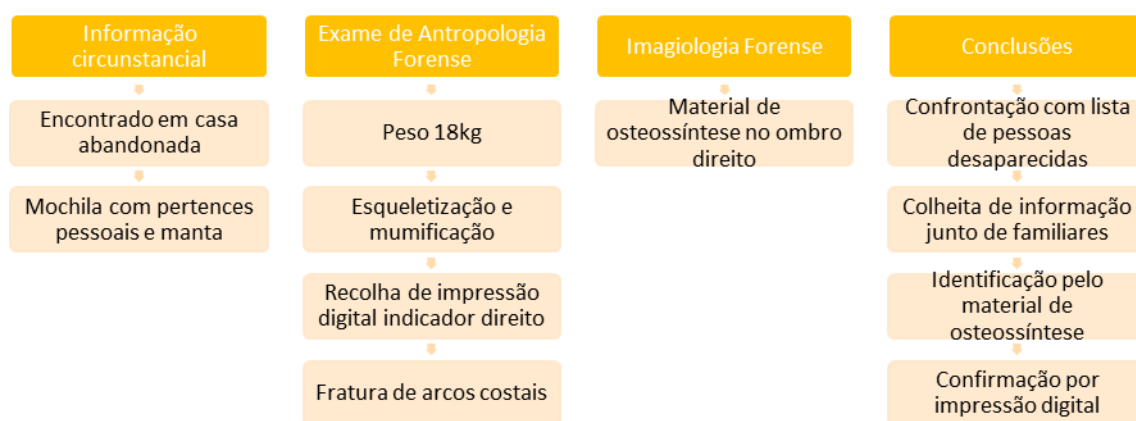 Informação
circunstancial
Encontrado em casa
abandonada
Mochila com pertences
pessoais e manta
Exame de Antropologia
Forense
Peso 18kg
Esqueletização e
mumificação
Recolha de impressão
digital indicador direito
Fratura de arcos costais
Imagiologia Forense
Material de
osteossíntese no ombro
direito
Conclusões
Confrontação com lista
de pessoas
desaparecidas
Colheita de informação
junto de familiares
Identificação pelo
material de
osteossíntese
Confirmação por
impressão digital